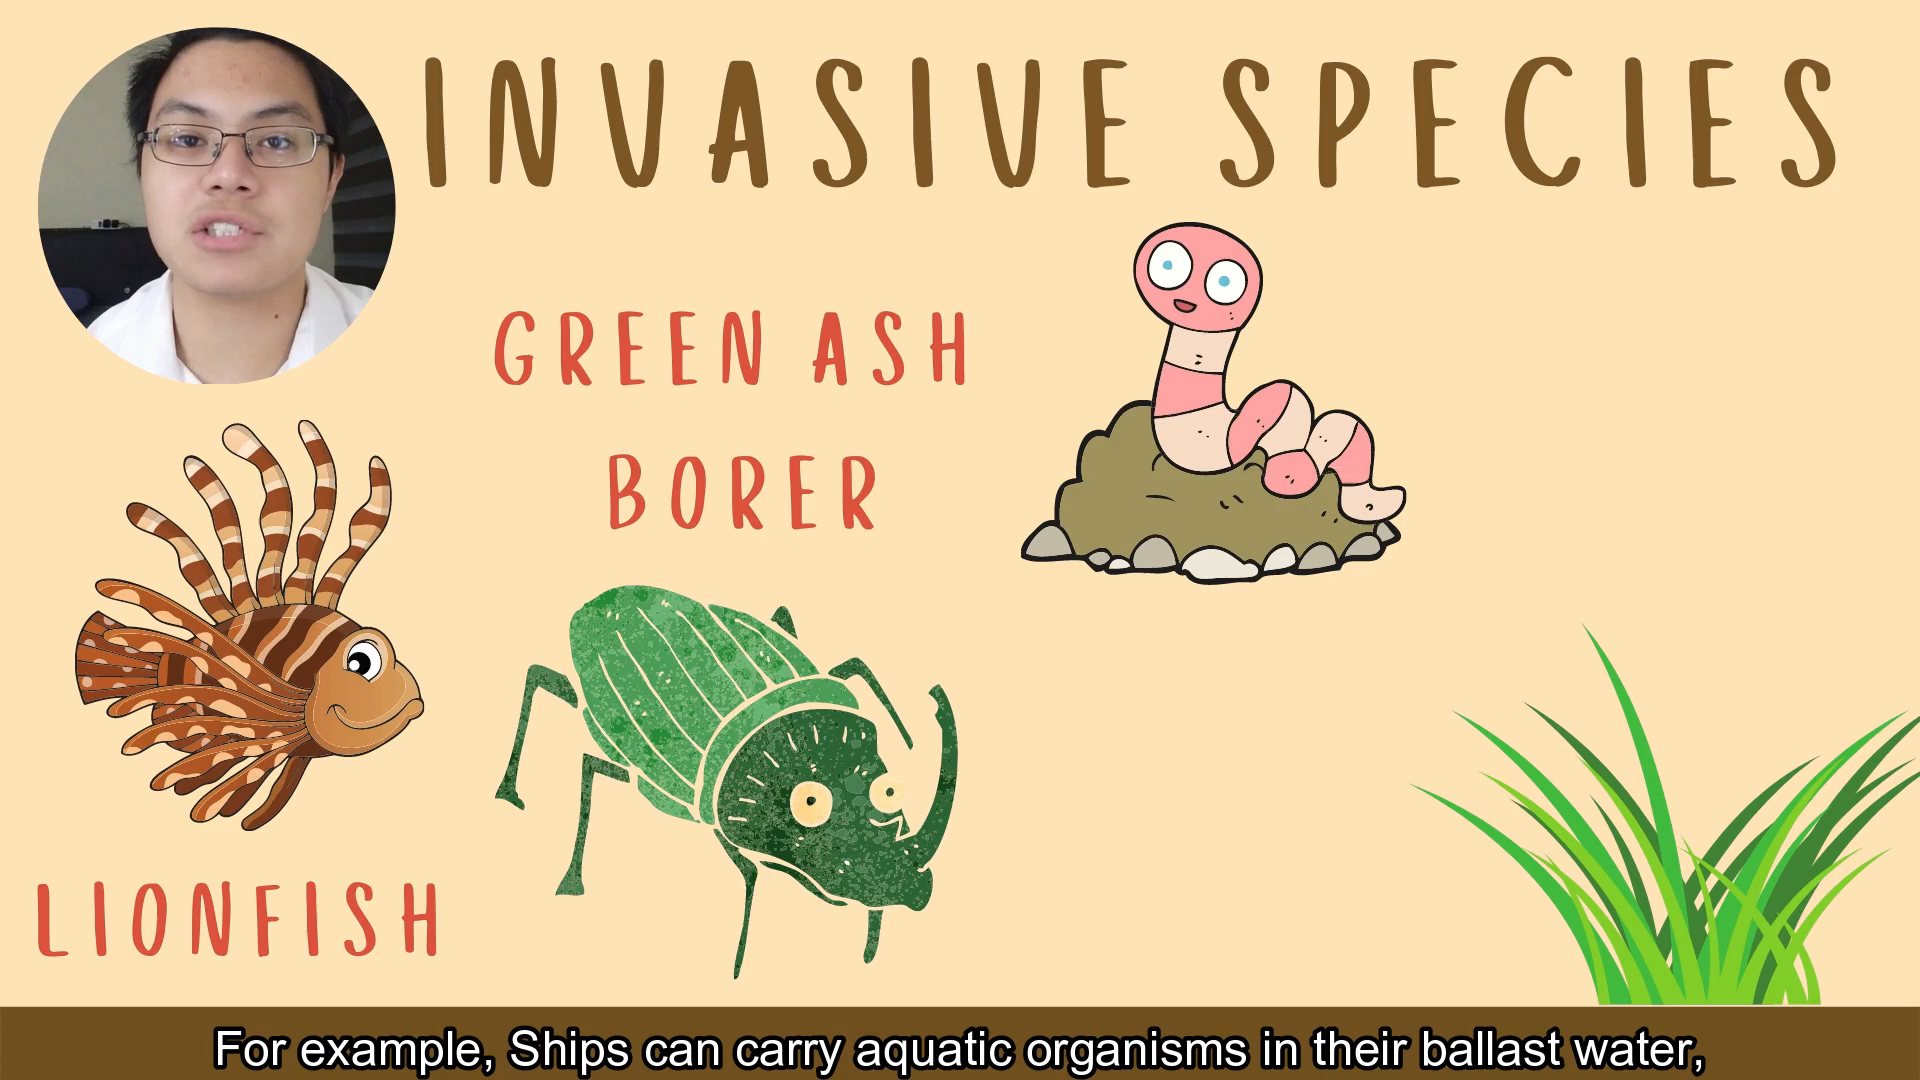 INVASIVE SPECIES
GREEN ASH
BORER
LIONFISH
For example, Ships can carry aquatic organisms in their ballast water,